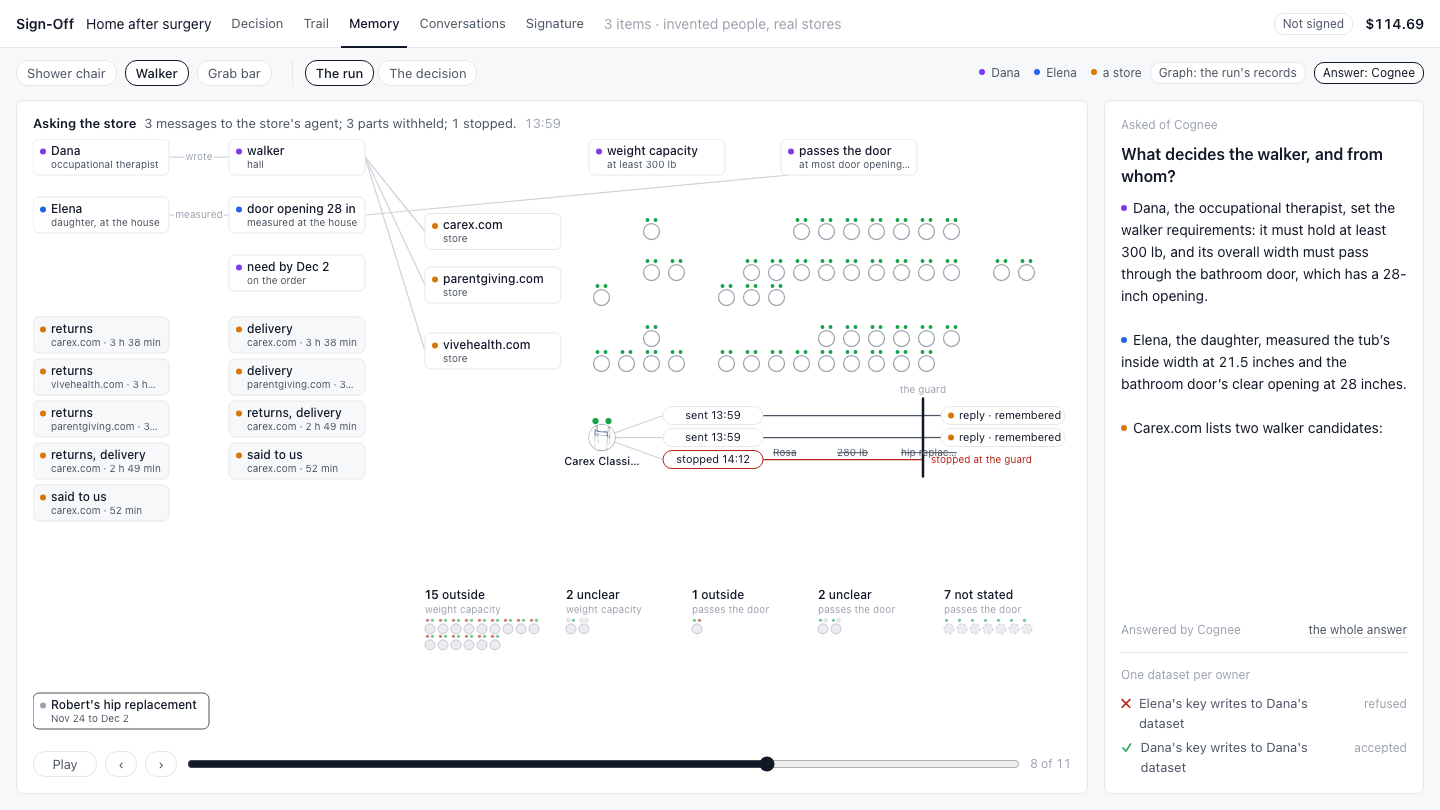 Sign-Off Home after surgery Decision Trail Memory Conversations Signature 3 items · invented people, real stores Not signed $114.69
Shower chair Walker Grab bar The run The decision Dana Elena a store Graph: the run's records Answer: Cognee
Asking the store 3 messages to the store's agent; 3 parts withheld; 1 stopped. 13:59
Dana
occupational therapist
wrote
walker
hall
weight capacity
at least 300 lb
passes the door
at most door opening...
Elena
daughter, at the house
measured
door opening 28 in
measured at the house
carex.com
store
need by Dec 2
on the order
parentgiving.com
store
vivehealth.com
store
returns
carex.com · 3 h 38 min
delivery
carex.com · 3 h 38 min
returns
vivehealth.com · 3 h...
delivery
parentgiving.com · 3...
returns
parentgiving.com · 3...
returns, delivery
carex.com · 2 h 49 min
returns, delivery
carex.com · 2 h 49 min
said to us
carex.com · 52 min
said to us
carex.com · 52 min
the guard
sent 13:59 reply · remembered
sent 13:59 reply · remembered
stopped 14:12 Rosa 280 lb hip replac... stopped at the guard
Carex Classi...
15 outside
weight capacity
2 unclear
weight capacity
1 outside
passes the door
2 unclear
passes the door
7 not stated
passes the door
Robert's hip replacement
Nov 24 to Dec 2
Play ‹ › 8 of 11
Asked of Cognee
What decides the walker, and from
whom?
Dana, the occupational therapist, set the
walker requirements: it must hold at least
300 lb, and its overall width must pass
through the bathroom door, which has a 28-
inch opening.
Elena, the daughter, measured the tub's
inside width at 21.5 inches and the
bathroom door's clear opening at 28 inches.
Carex.com lists two walker candidates:
Answered by Cognee the whole answer
One dataset per owner
Elena's key writes to Dana's refused
dataset
Dana's key writes to Dana's accepted
dataset